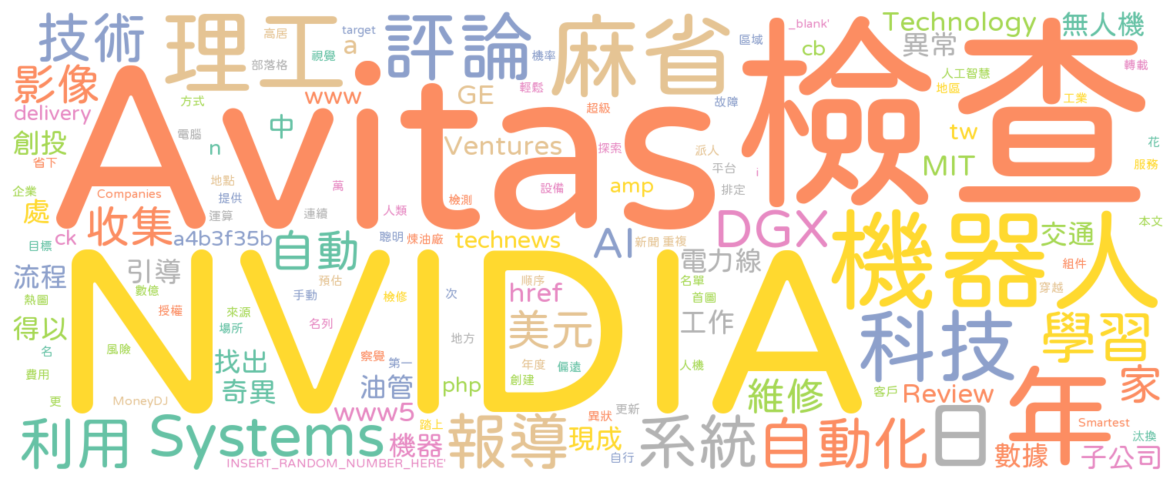 技術
理工
高居
部落格
視覺
a
target
評論
機率
輕鬆
麻省
超級
區域
_blank'
cb
Technology
異常
無人機
人工智慧
地區
轉載
工業
影像
delivery
創投
省下
方式
電腦
中
n
www
GE
Ventures
探索
故障
派人
平台
amp
設備
排定
i
tw
MIT
花
服務
Avitas
檢查
企業
處
Companies
地點
提供
運算
連續
萬
人類
檢測
收集
ck
a4b3f35b
目標
自動
聰明
煉油廠
technews
AI
新聞
重複
DGX
機器人
交通
本文
流程
引導
熱圖
數億
授權
預估
手動
檢修
次
順序
href
名單
電力線
首圖
組件
穿越
NVIDIA
得以
來源
場所
名列
地方
美元
工作
科技
學習
名
風險
找出
察覺
第一
年度
偏遠
人機
費用
奇異
油管
php
創建
維修
客戶
Review
年
家
更
MoneyDJ
www5
踏上
異狀
更新
Smartest
汰換
利用
Systems
機器
報導
現成
自行
系統
自動化
日
數據
子公司
INSERT_RANDOM_NUMBER_HERE'